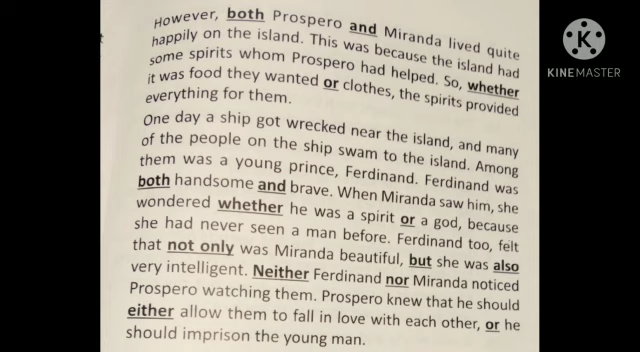 However, both Prospero and Miranda lived quite
happily on the island. This was because the island had
some spirits whom Prospero had helped. So, whether
it was food they wanted or clothes, the spirits provided
everything for them.
One day a ship got wrecked near the island, and many
of the people on the ship swam to the island. Among
them was a young prince, Ferdinand. Ferdinand was
both handsome and brave. When Miranda saw him, she
wondered whether he was a spirit or a god, because
she had never seen a man before. Ferdinand too, felt
that not only was Miranda beautiful, but she was also
very intelligent. Neither Ferdinand nor Miranda noticed
Prospero watching them. Prospero knew that he should
either allow them to fall in love with each other, or he
should imprison the young man.
KINEMASTER